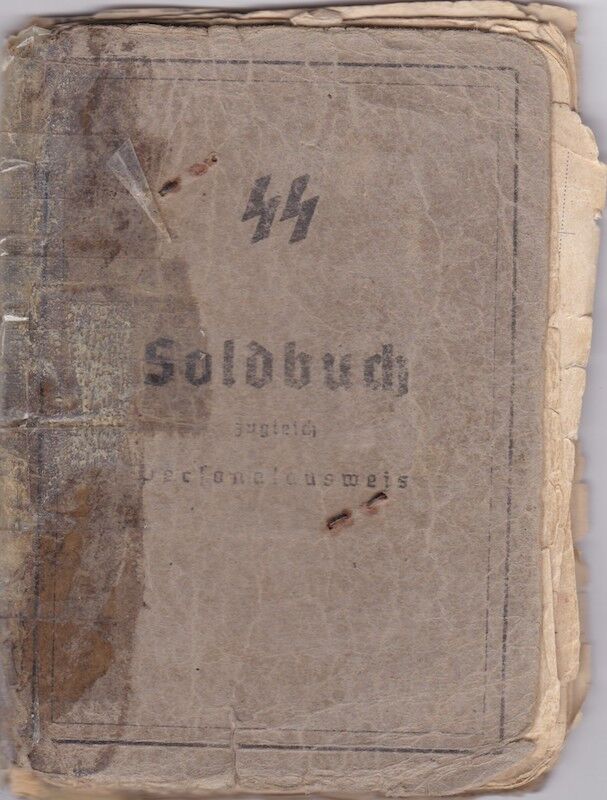 ᛋᛋ
Soldbuch
zugleich
Personalausweis